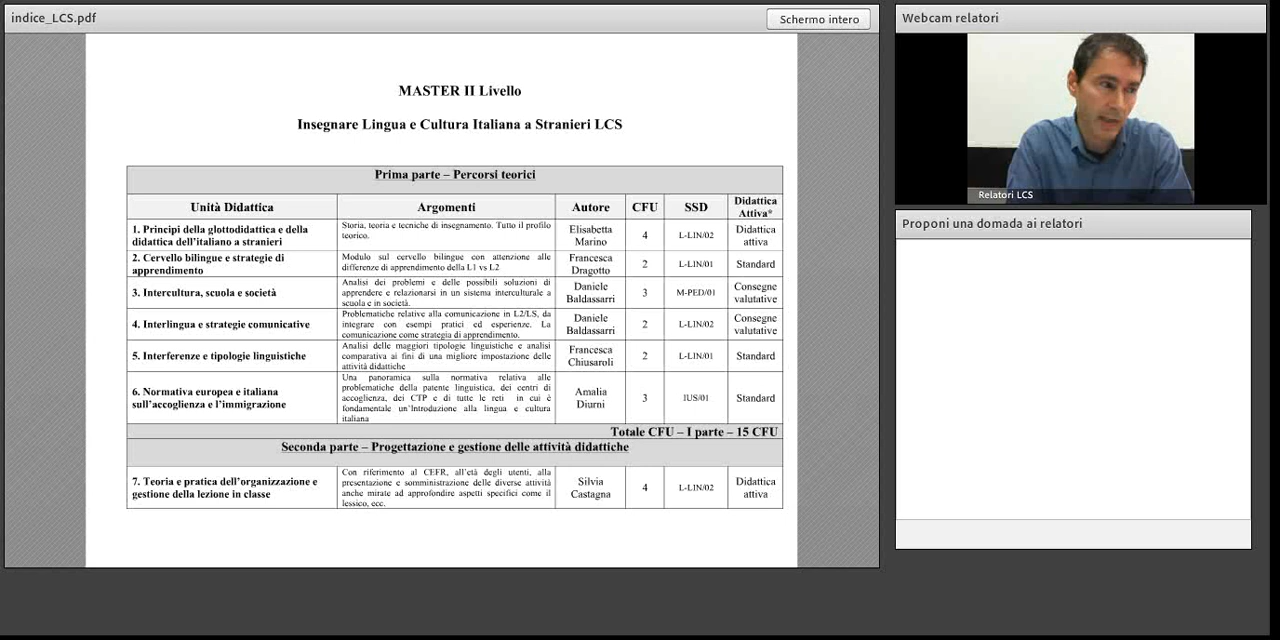 indice_LCS.pdf
Schermo intero
MASTER II Livello
Insegnare Lingua e Cultura Italiana a Stranieri LCS
Prima parte – Percorsi teorici
Unità Didattica
Argomenti
Autore
CFU
SSD
Didattica
Attiva*
1. Principi della glottodidattica e della
didattica dell'italiano a stranieri
Storia, teoria e tecniche di insegnamento. Tutto il profilo
teorico.
Elisabetta
Marino
4
L-LIN/02
Didattica
attiva
2. Cervello bilingue e strategie di
apprendimento
Modulo sul cervello bilingue con attenzione alle
differenze di apprendimento della L1 vs L2
Francesca
Dragotto
2
L-LIN/01
Standard
3. Intercultura, scuola e società
Analisi dei problemi e delle possibili soluzioni di
apprendere e relazionarsi in un sistema interculturale a
scuola e in società.
Daniele
Baldassarri
3
M-PED/01
Consegne
valutative
4. Interlingua e strategie comunicative
Problematiche relative alla comunicazione in L2/LS, da
integrare con esempi pratici ed esperienze. La
comunicazione come strategia di apprendimento.
Daniele
Baldassarri
2
L-LIN/02
Consegne
valutative
5. Interferenze e tipologie linguistiche
Analisi delle maggiori tipologie linguistiche e analisi
comparativa ai fini di una migliore impostazione delle
attività didattiche
Francesca
Chiusaroli
2
L-LIN/01
Standard
6. Normativa europea e italiana
sull'accoglienza e l'immigrazione
Una panoramica sulla normativa relativa alle
problematiche della patente linguistica, dei centri di
accoglienza, dei CTP e di tutte le reti in cui è
fondamentale un'Introduzione alla lingua e cultura
italiana
Amalia
Diurni
3
IUS/01
Standard
Totale CFU – I parte – 15 CFU
Seconda parte – Progettazione e gestione delle attività didattiche
7. Teoria e pratica dell'organizzazione e
gestione della lezione in classe
Con riferimento al CEFR, all'età degli utenti, alla
presentazione e somministrazione delle diverse attività
anche mirate ad approfondire aspetti specifici come il
lessico, ecc.
Silvia
Castagna
4
L-LIN/02
Didattica
attiva
Webcam relatori
Relatori LCS
Proponi una domada ai relatori